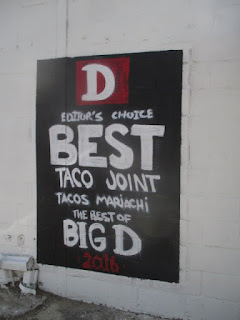 D
EDITOR'S CHOICE
BEST
TACO JOINT
TACOS MARIACHI
THE BEST OF
BIG D
2016